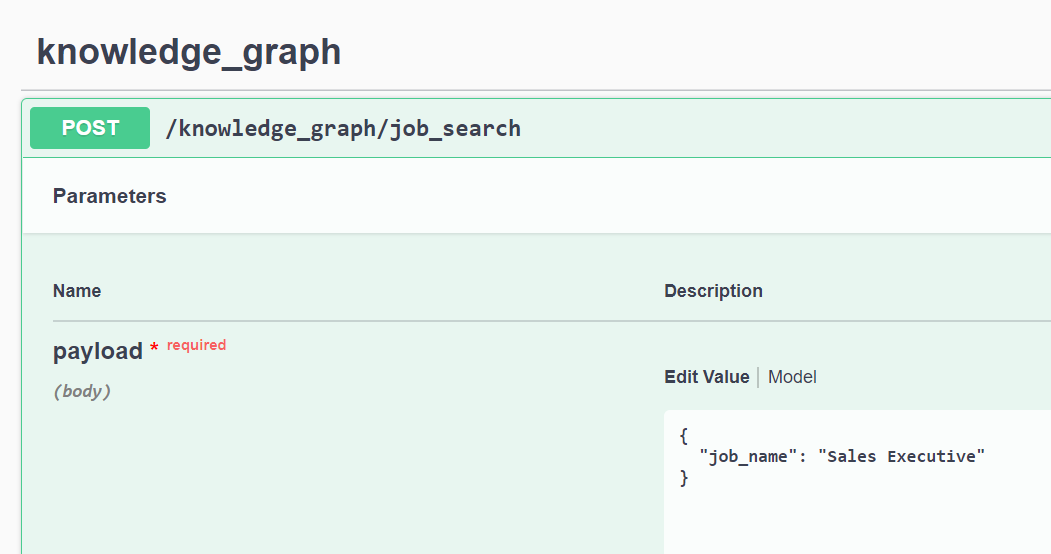 knowledge_graph
POST /knowledge_graph/job_search
Parameters
Name Description
payload * required
(body)
Edit Value | Model
{
  "job_name": "Sales Executive"
}